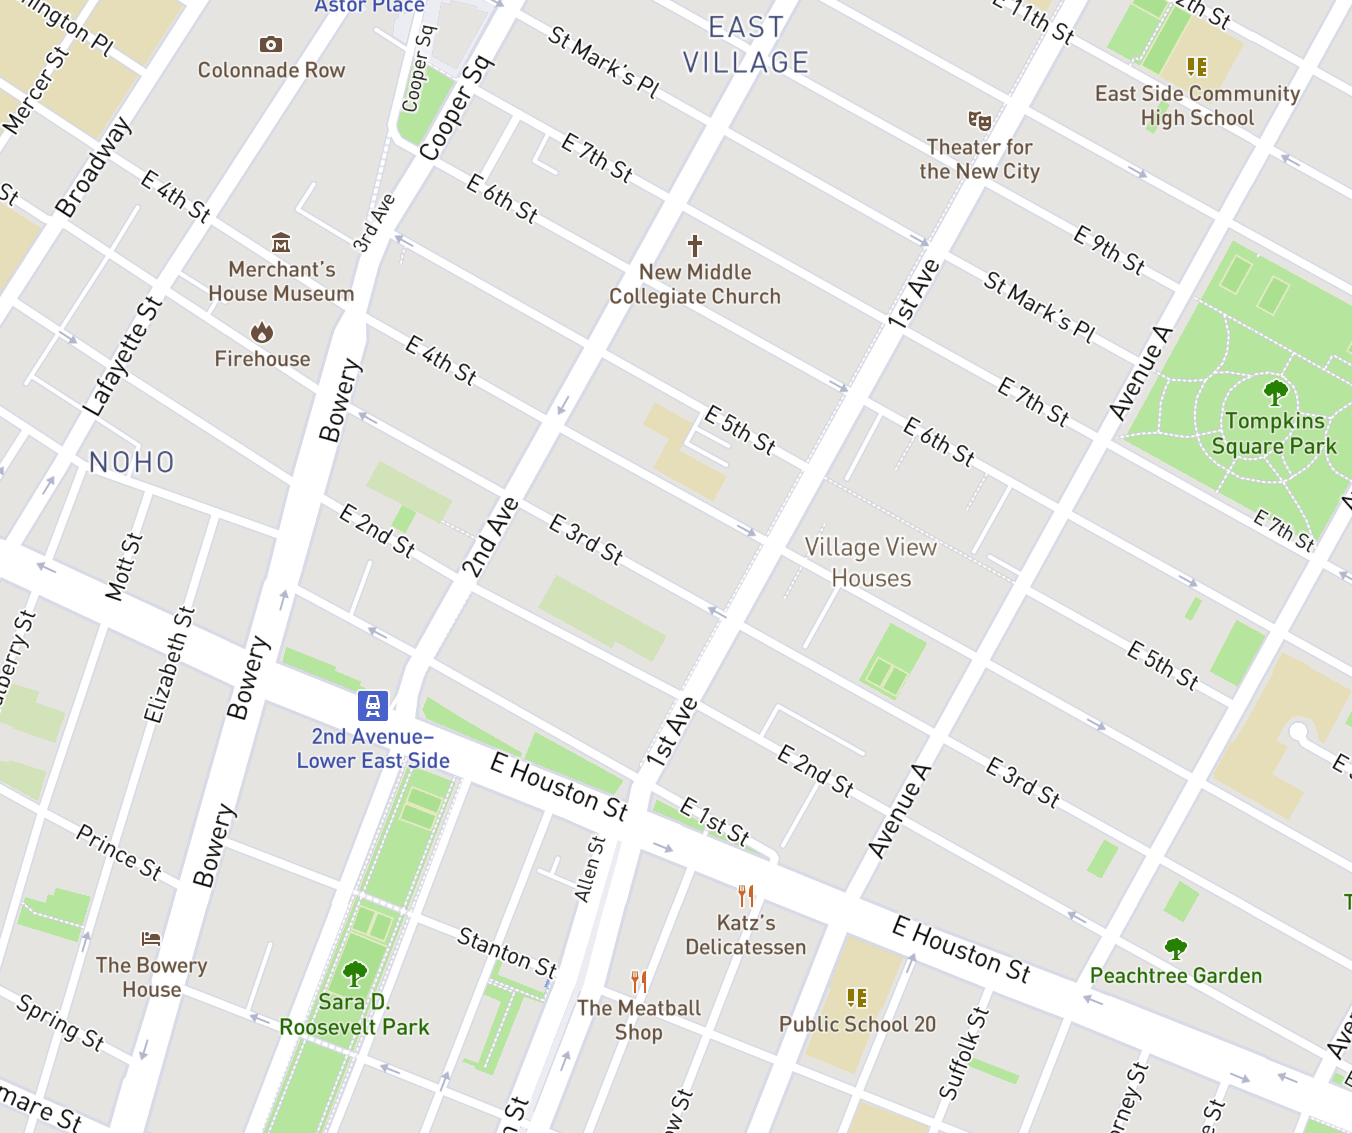 Astor Place
EAST
VILLAGE
E 11th St
Mercer St
Colonnade Row
Cooper Sq
Cooper Sq
St Mark's Pl
East Side Community
High School
Theater for
the New City
Broadway
E 4th St
E 7th St
E 6th St
3rd Ave
Merchant's
House Museum
New Middle
Collegiate Church
E 9th St
St Mark's Pl
1st Ave
Firehouse
Lafayette St
Bowery
E 4th St
Avenue A
E 7th St
Tompkins
Square Park
E 5th St
E 6th St
NOHO
2nd Ave
E 2nd St
E 3rd St
E 7th St
Village View
Houses
Mott St
Elizabeth St
Bowery
E 5th St
2nd Avenue–
Lower East Side
E Houston St
1st Ave
E 2nd St
E 3rd St
E 1st St
Avenue A
Prince St
Bowery
Allen St
Katz's
Delicatessen
E Houston St
Stanton St
The Bowery
House
Sara D.
Roosevelt Park
The Meatball
Shop
Public School 20
Peachtree Garden
Spring St
Suffolk St